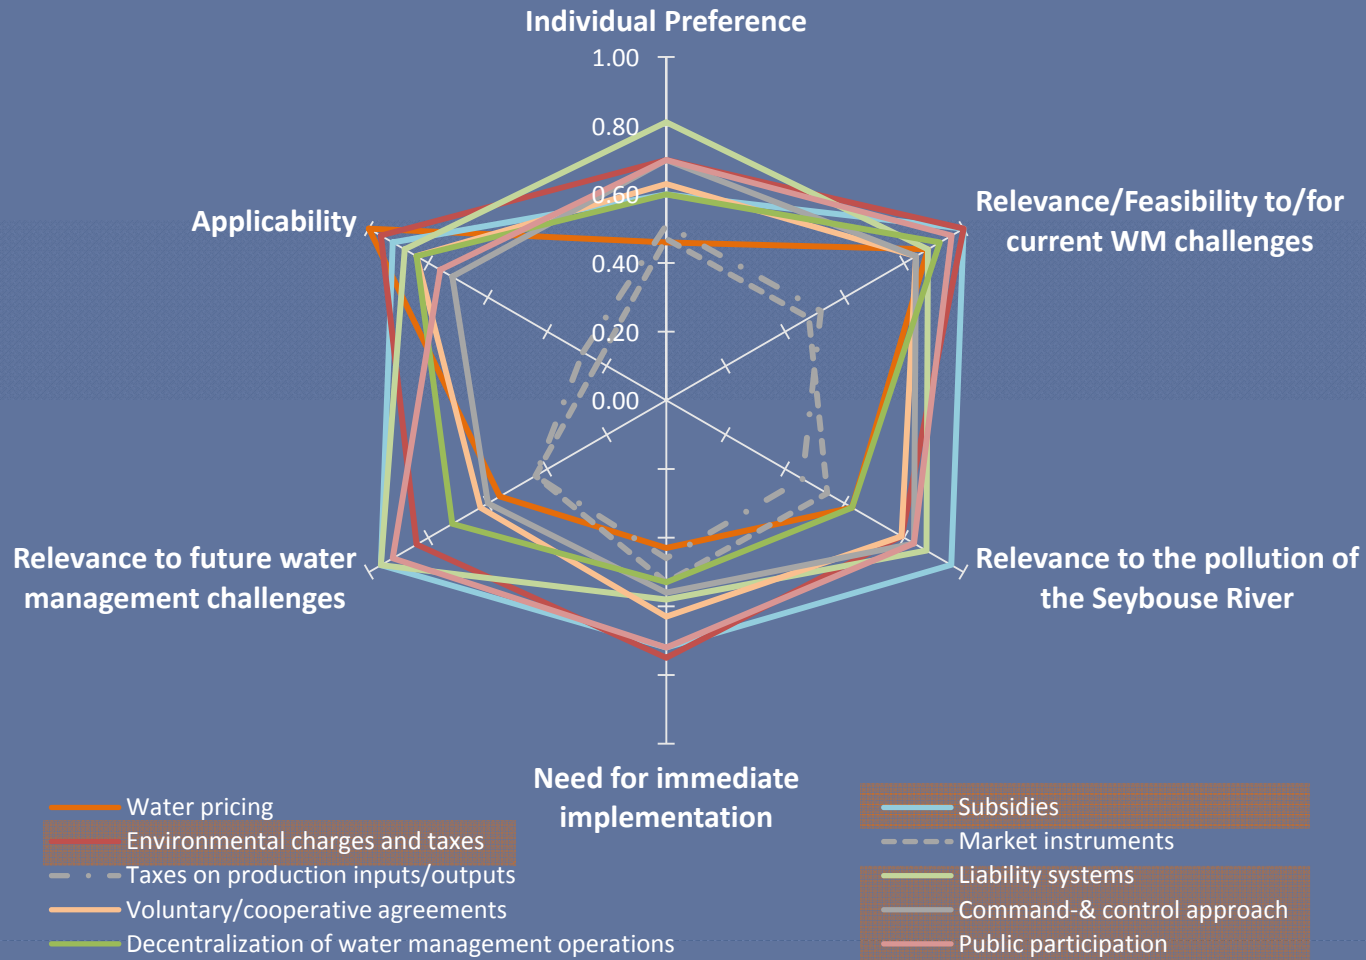 Individual Preference
1.00
0.80
0.60
0.40
0.20
0.00
Relevance/Feasibility to/for
current WM challenges
Applicability
Relevance to future water
management challenges
Relevance to the pollution of
the Seybouse River
Need for immediate
implementation
Water pricing
Subsidies
Environmental charges and taxes
Market instruments
Taxes on production inputs/outputs
Liability systems
Voluntary/cooperative agreements
Command-& control approach
Decentralization of water management operations
Public participation